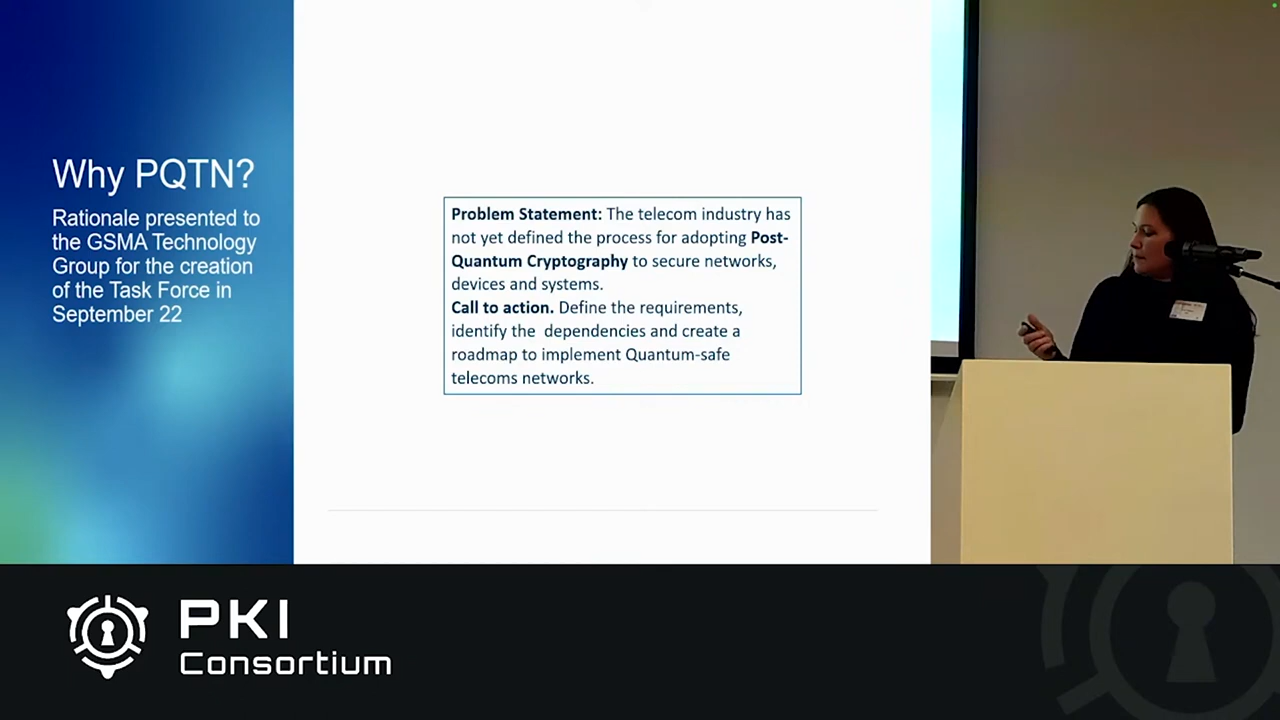 Why PQTN?
Rationale presented to
the GSMA Technology
Group for the creation
of the Task Force in
September 22
Problem Statement: The telecom industry has
not yet defined the process for adopting Post-
Quantum Cryptography to secure networks,
devices and systems.
Call to action. Define the requirements,
identify the dependencies and create a
roadmap to implement Quantum-safe
telecoms networks.
PKI
Consortium